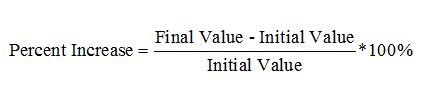 Percent Increase = Final Value - Initial Value / Initial Value *100%